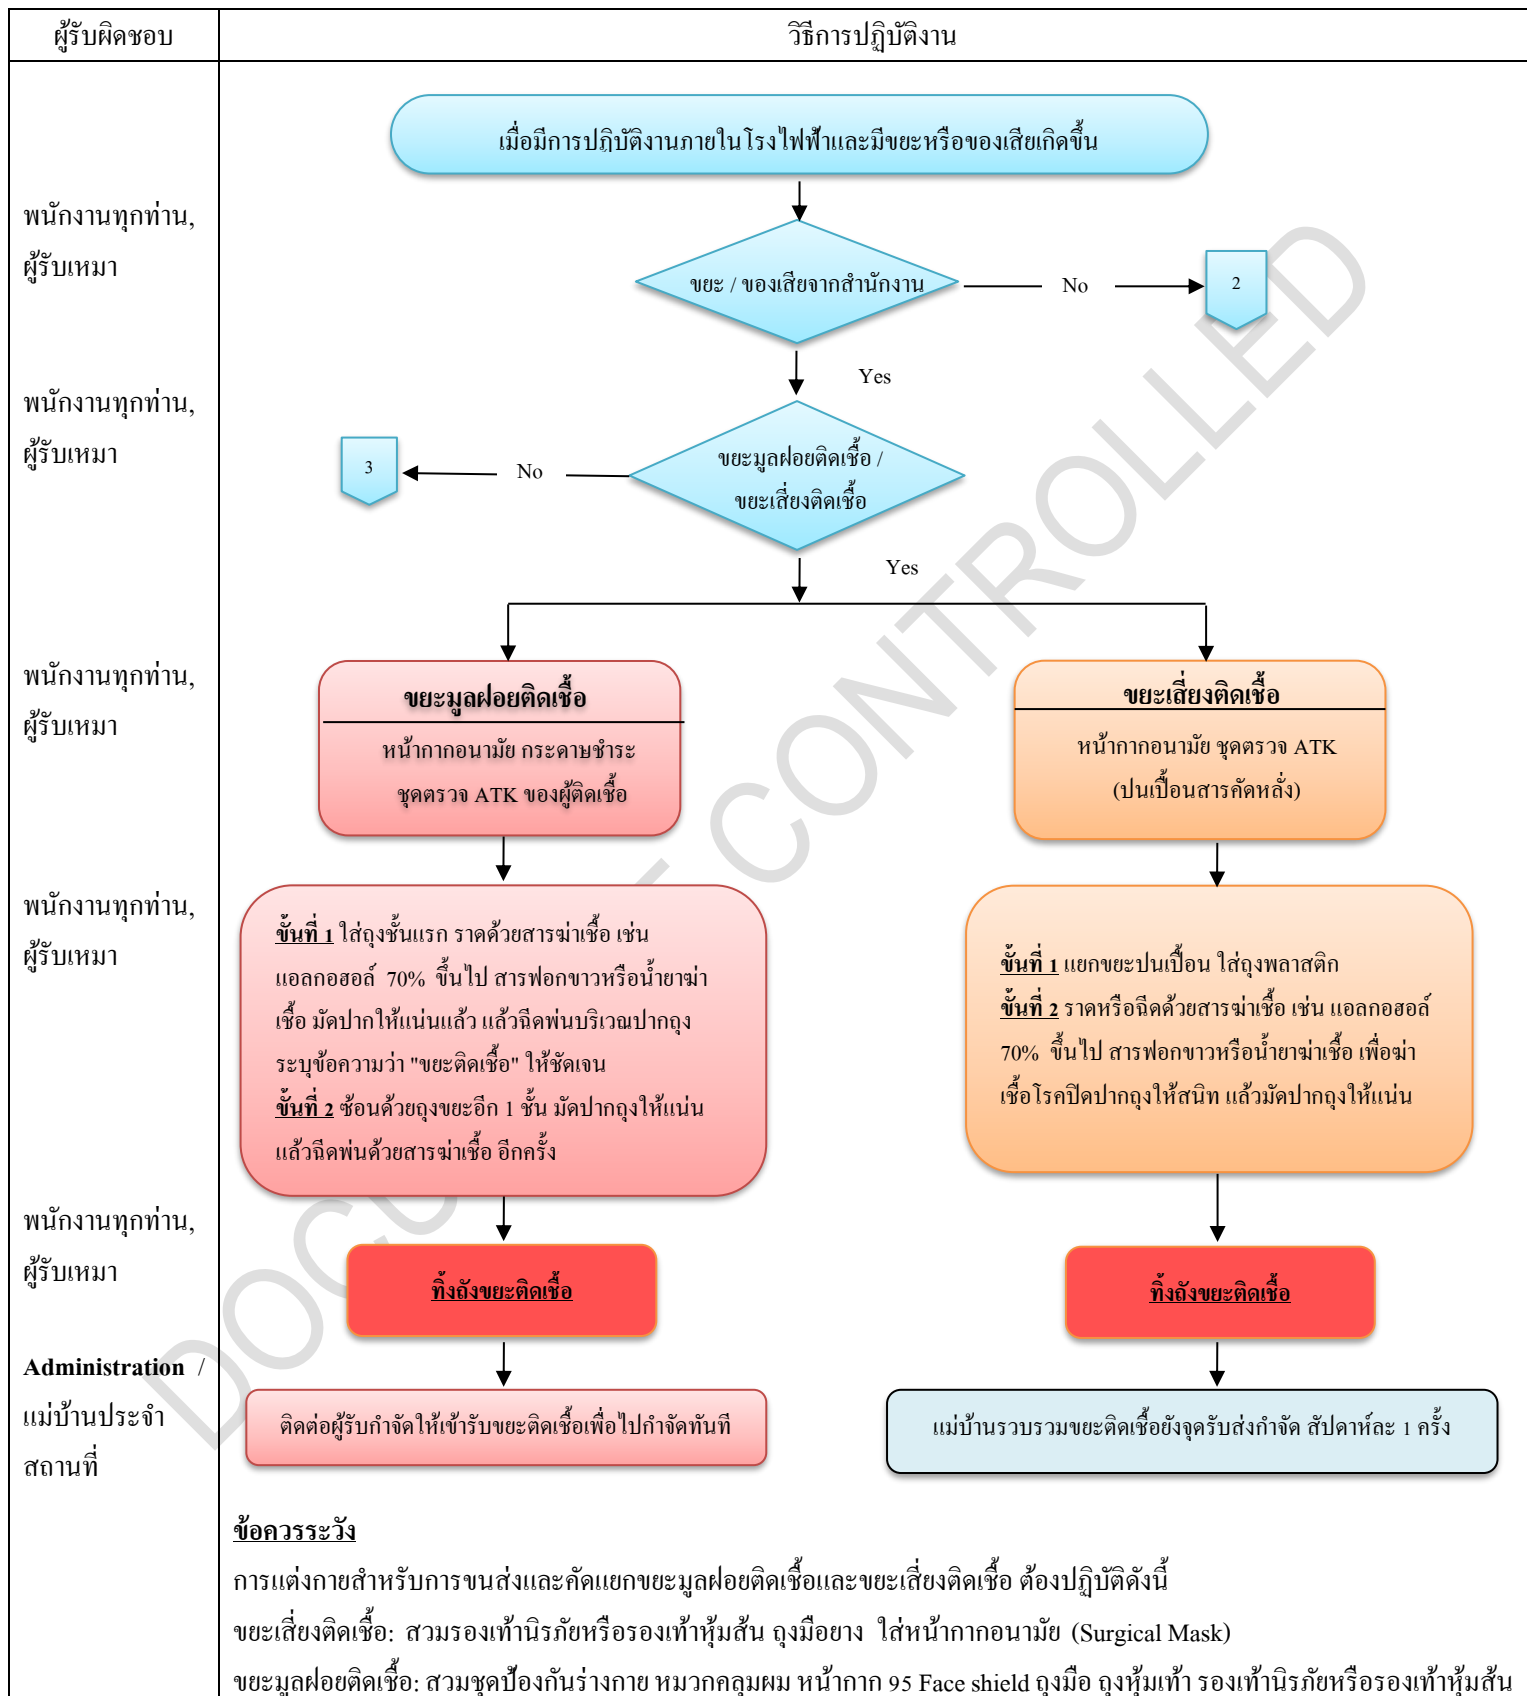 ผู้รับผิดชอบ
วิธีการปฏิบัติงาน
เมื่อมีการปฏิบัติงานภายในโรงไฟฟ้าและมีขยะหรือของเสียเกิดขึ้น
พนักงานทุกท่าน,
ผู้รับเหมา
ขยะ / ของเสียจากสำนักงาน
No
2
Yes
พนักงานทุกท่าน,
ผู้รับเหมา
ขยะมูลฝอยติดเชื้อ /
ขยะเสี่ยงติดเชื้อ
No
3
Yes
พนักงานทุกท่าน,
ผู้รับเหมา
ขยะมูลฝอยติดเชื้อ
หน้ากากอนามัย กระดาษชำระ
ชุดตรวจ ATK ของผู้ติดเชื้อ
ขยะเสี่ยงติดเชื้อ
หน้ากากอนามัย ชุดตรวจ ATK
(ปนเปื้อนสารคัดหลั่ง)
พนักงานทุกท่าน,
ผู้รับเหมา
ขั้นที่ 1 ใส่ถุงชั้นแรก ราดด้วยสารฆ่าเชื้อ เช่น
แอลกอฮอล์ 70% ขึ้นไป สารฟอกขาวหรือน้ำยาฆ่า
เชื้อ มัดปากให้แน่นแล้ว แล้วฉีดพ่นบริเวณปากถุง
ระบุข้อความว่า "ขยะติดเชื้อ" ให้ชัดเจน
ขั้นที่ 2 ซ้อนด้วยถุงขยะอีก 1 ชั้น มัดปากถุงให้แน่น
แล้วฉีดพ่นด้วยสารฆ่าเชื้อ อีกครั้ง
ขั้นที่ 1 แยกขยะปนเปื้อน ใส่ถุงพลาสติก
ขั้นที่ 2 ราดหรือฉีดด้วยสารฆ่าเชื้อ เช่น แอลกอฮอล์
70% ขึ้นไป สารฟอกขาวหรือน้ำยาฆ่าเชื้อ เพื่อฆ่า
เชื้อโรคปิดปากถุงให้สนิท แล้วมัดปากถุงให้แน่น
พนักงานทุกท่าน,
ผู้รับเหมา
ทิ้งถังขยะติดเชื้อ
ทิ้งถังขยะติดเชื้อ
Administration /
แม่บ้านประจำ
สถานที่
ติดต่อผู้รับกำจัดให้เข้ารับขยะติดเชื้อเพื่อไปกำจัดทันที
แม่บ้านรวบรวมขยะติดเชื้อยังจุดรับส่งกำจัด สัปดาห์ละ 1 ครั้ง
ข้อควรระวัง
การแต่งกายสำหรับการขนส่งและคัดแยกขยะมูลฝอยติดเชื้อและขยะเสี่ยงติดเชื้อ ต้องปฏิบัติดังนี้
ขยะเสี่ยงติดเชื้อ: สวมรองเท้านิรภัยหรือรองเท้าหุ้มส้น ถุงมือยาง ใส่หน้ากากอนามัย (Surgical Mask)
ขยะมูลฝอยติดเชื้อ: สวมชุดป้องกันร่างกาย หมวกคลุมผม หน้ากาก 95 Face shield ถุงมือ ถุงหุ้มเท้า รองเท้านิรภัยหรือรองเท้าหุ้มส้น
CONTROLLED